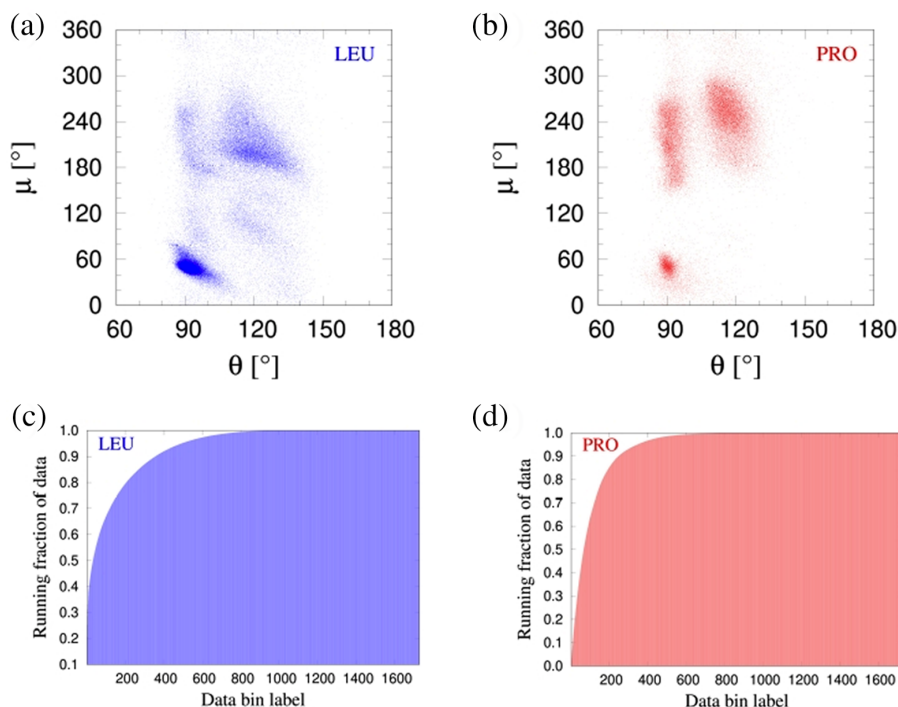 (a)
LEU
360
300
240
180
120
60
0
μ [°]
60 90 120 150 180
θ [°]
(b)
PRO
360
300
240
180
120
60
0
μ [°]
60 90 120 150 180
θ [°]
(c)
LEU
1.0
0.9
0.8
0.7
0.6
0.5
0.4
0.3
0.2
0.1
Running fraction of data
200 400 600 800 1000 1200 1400 1600
Data bin label
(d)
PRO
1.0
0.9
0.8
0.7
0.6
0.5
0.4
0.3
0.2
0.1
0.0
Running fraction of data
200 400 600 800 1000 1200 1400 1600
Data bin label